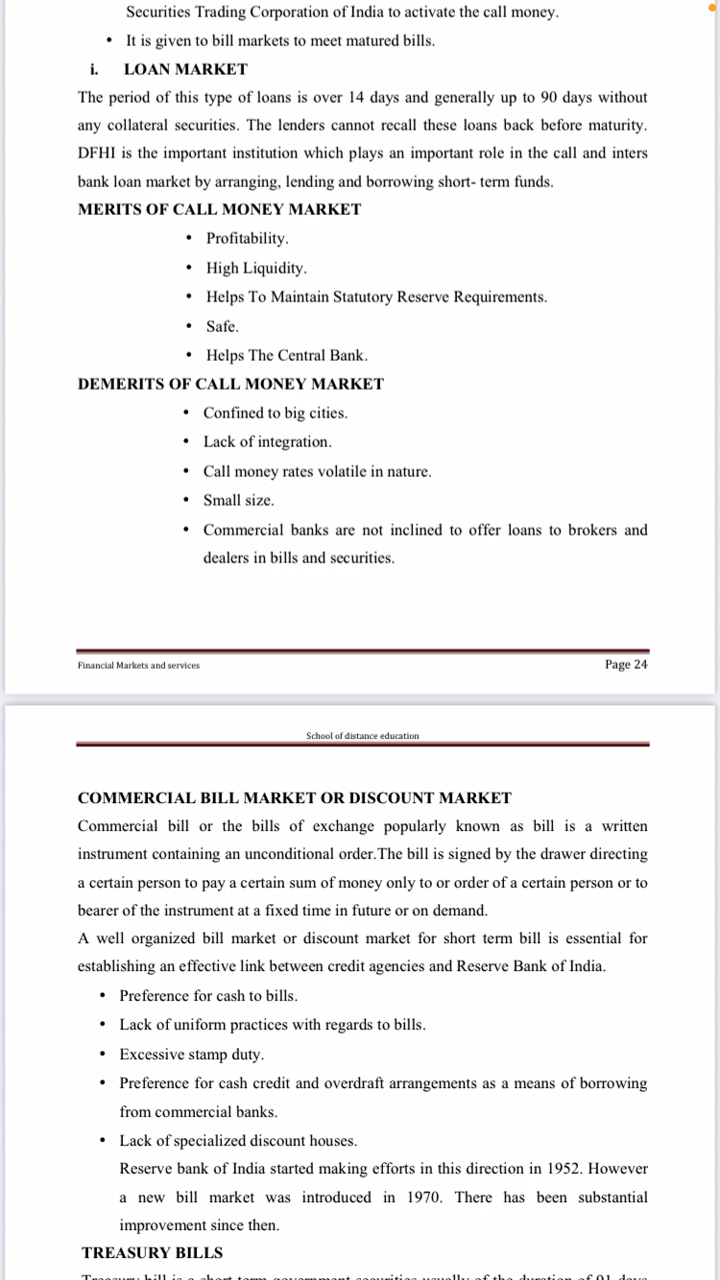 Securities Trading Corporation of India to activate the call money.
• It is given to bill markets to meet matured bills.
i. LOAN MARKET
The period of this type of loans is over 14 days and generally up to 90 days without
any collateral securities. The lenders cannot recall these loans back before maturity.
DFHI is the important institution which plays an important role in the call and inters
bank loan market by arranging, lending and borrowing short- term funds.
MERITS OF CALL MONEY MARKET
• Profitability.
• High Liquidity.
• Helps To Maintain Statutory Reserve Requirements.
• Safe.
• Helps The Central Bank.
DEMERITS OF CALL MONEY MARKET
• Confined to big cities.
• Lack of integration.
• Call money rates volatile in nature.
• Small size.
• Commercial banks are not inclined to offer loans to brokers and
dealers in bills and securities.
Financial Markets and services Page 24
School of distance education
COMMERCIAL BILL MARKET OR DISCOUNT MARKET
Commercial bill or the bills of exchange popularly known as bill is a written
instrument containing an unconditional order.The bill is signed by the drawer directing
a certain person to pay a certain sum of money only to or order of a certain person or to
bearer of the instrument at a fixed time in future or on demand.
A well organized bill market or discount market for short term bill is essential for
establishing an effective link between credit agencies and Reserve Bank of India.
• Preference for cash to bills.
• Lack of uniform practices with regards to bills.
• Excessive stamp duty.
• Preference for cash credit and overdraft arrangements as a means of borrowing
from commercial banks.
• Lack of specialized discount houses.
Reserve bank of India started making efforts in this direction in 1952. However
a new bill market was introduced in 1970. There has been substantial
improvement since then.
TREASURY BILLS